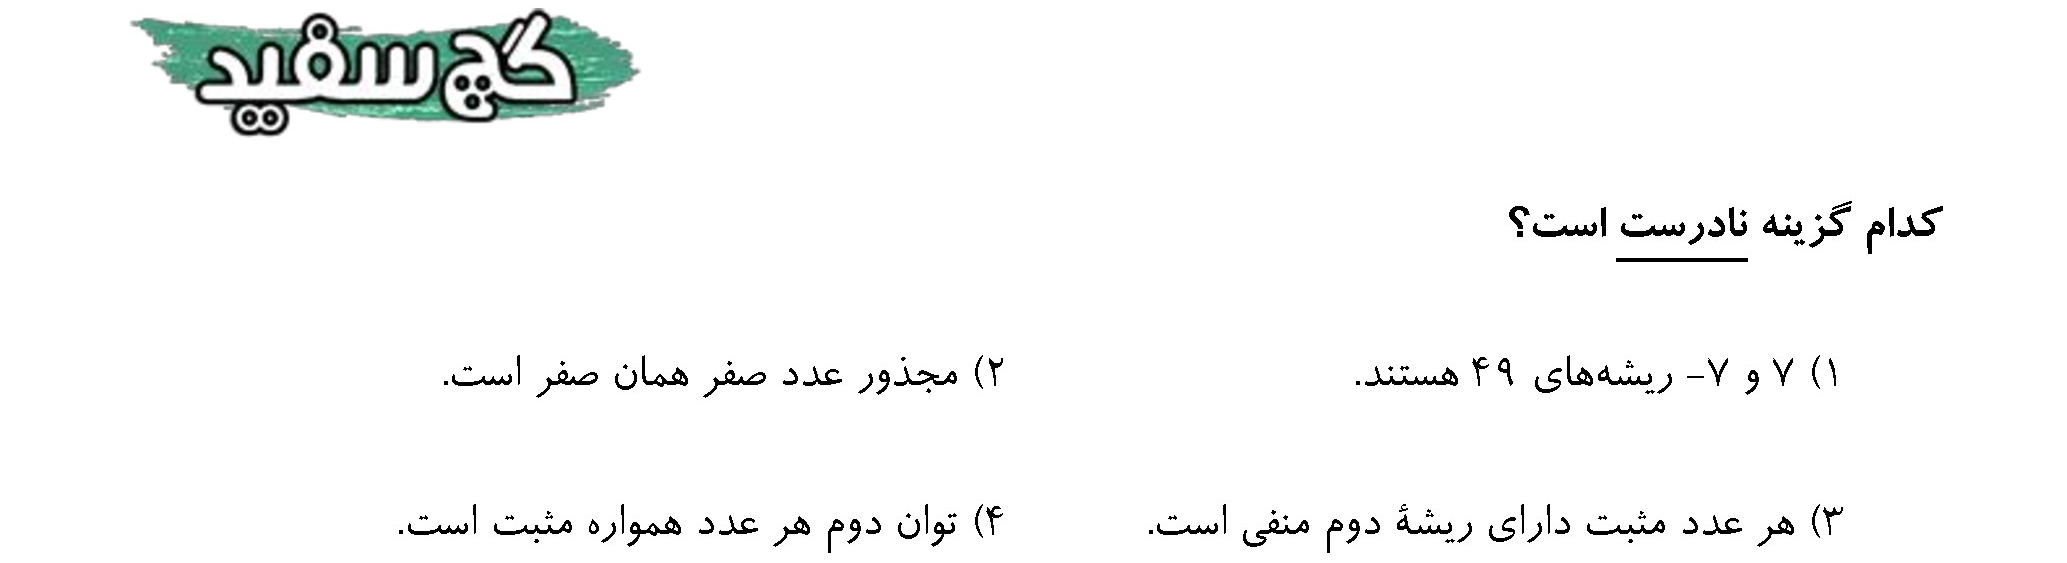 گچ سفید
کدام گزینه نادرست است؟
۱) ۷ و ۷- ریشه‌های ۴۹ هستند.
۲) مجذور عدد صفر همان صفر است.
۳) هر عدد مثبت دارای ریشهٔ دوم منفی است.
۴) توان دوم هر عدد همواره مثبت است.